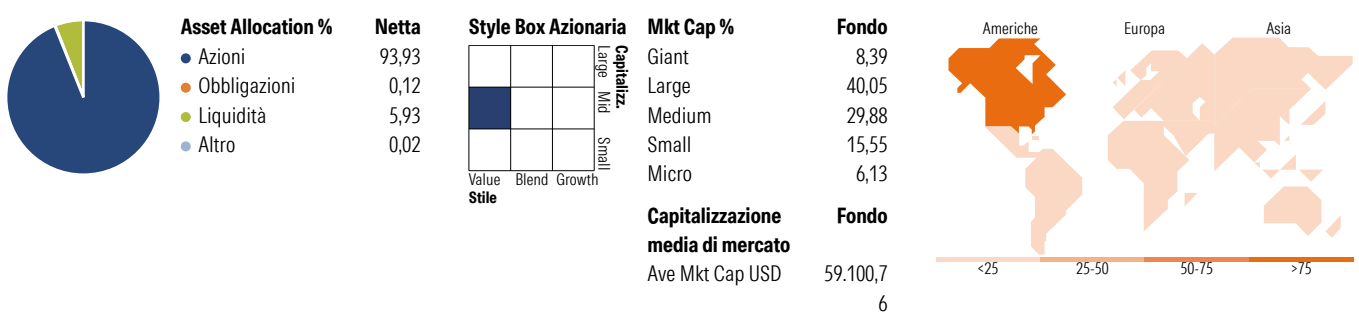 Asset Allocation % Netta
Azioni 93,93
Obbligazioni 0,12
Liquidità 5,93
Altro 0,02
Style Box Azionaria
Capitalizz.
Large Mid Small
Value Blend Growth
Stile
Mkt Cap % Fondo
Giant 8,39
Large 40,05
Medium 29,88
Small 15,55
Micro 6,13
Capitalizzazione Fondo
media di mercato
Ave Mkt Cap USD 59.100,7
6
Americhe Europa Asia
<25 25-50 50-75 >75